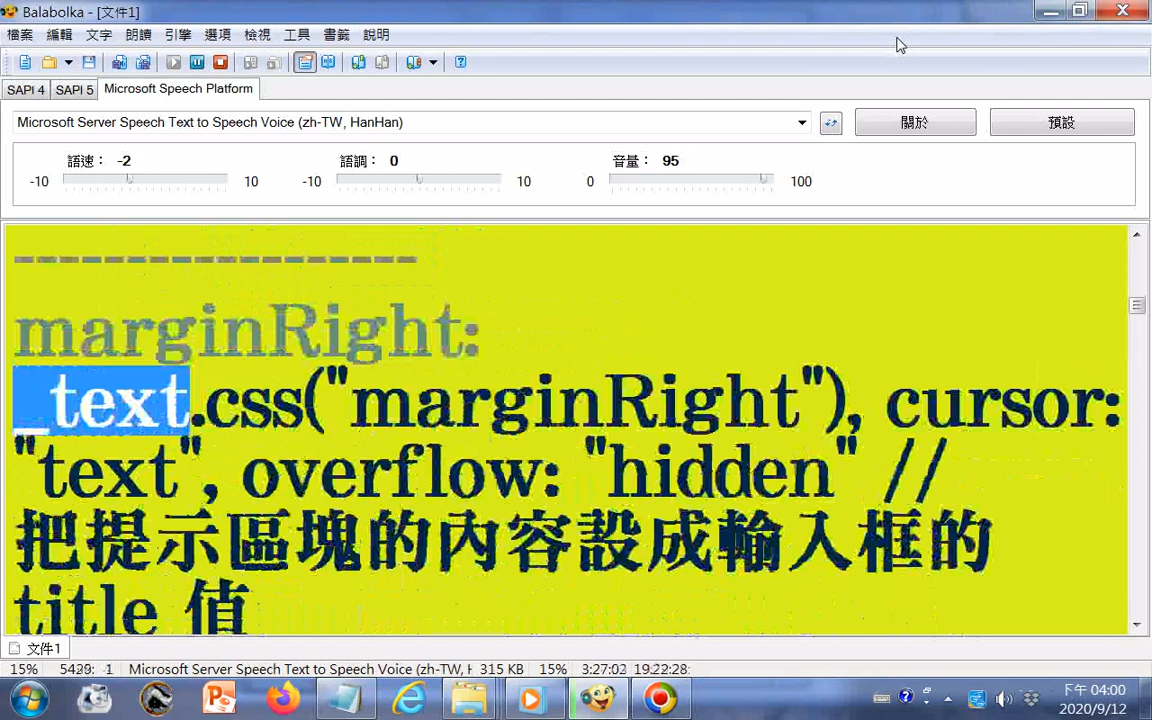 Balabolka - [文件1]
檔案 編輯 文字 朗讀 引擎 選項 檢視 工具 書籤 說明
SAPI 4 SAPI 5 Microsoft Speech Platform
Microsoft Server Speech Text to Speech Voice (zh-TW, HanHan) 關於 預設
語速： -2 語調： 0 音量： 95
-10 10 -10 10 0 100
------------------
marginRight:
_text.css("marginRight"), cursor:
"text", overflow: "hidden" //
把提示區塊的內容設成輸入框的
title 值
文件1
15% 5429: 1 Microsoft Server Speech Text to Speech Voice (zh-TW, H 315 KB 15% 3:27:02 19:22:28
下午 04:00
2020/9/12